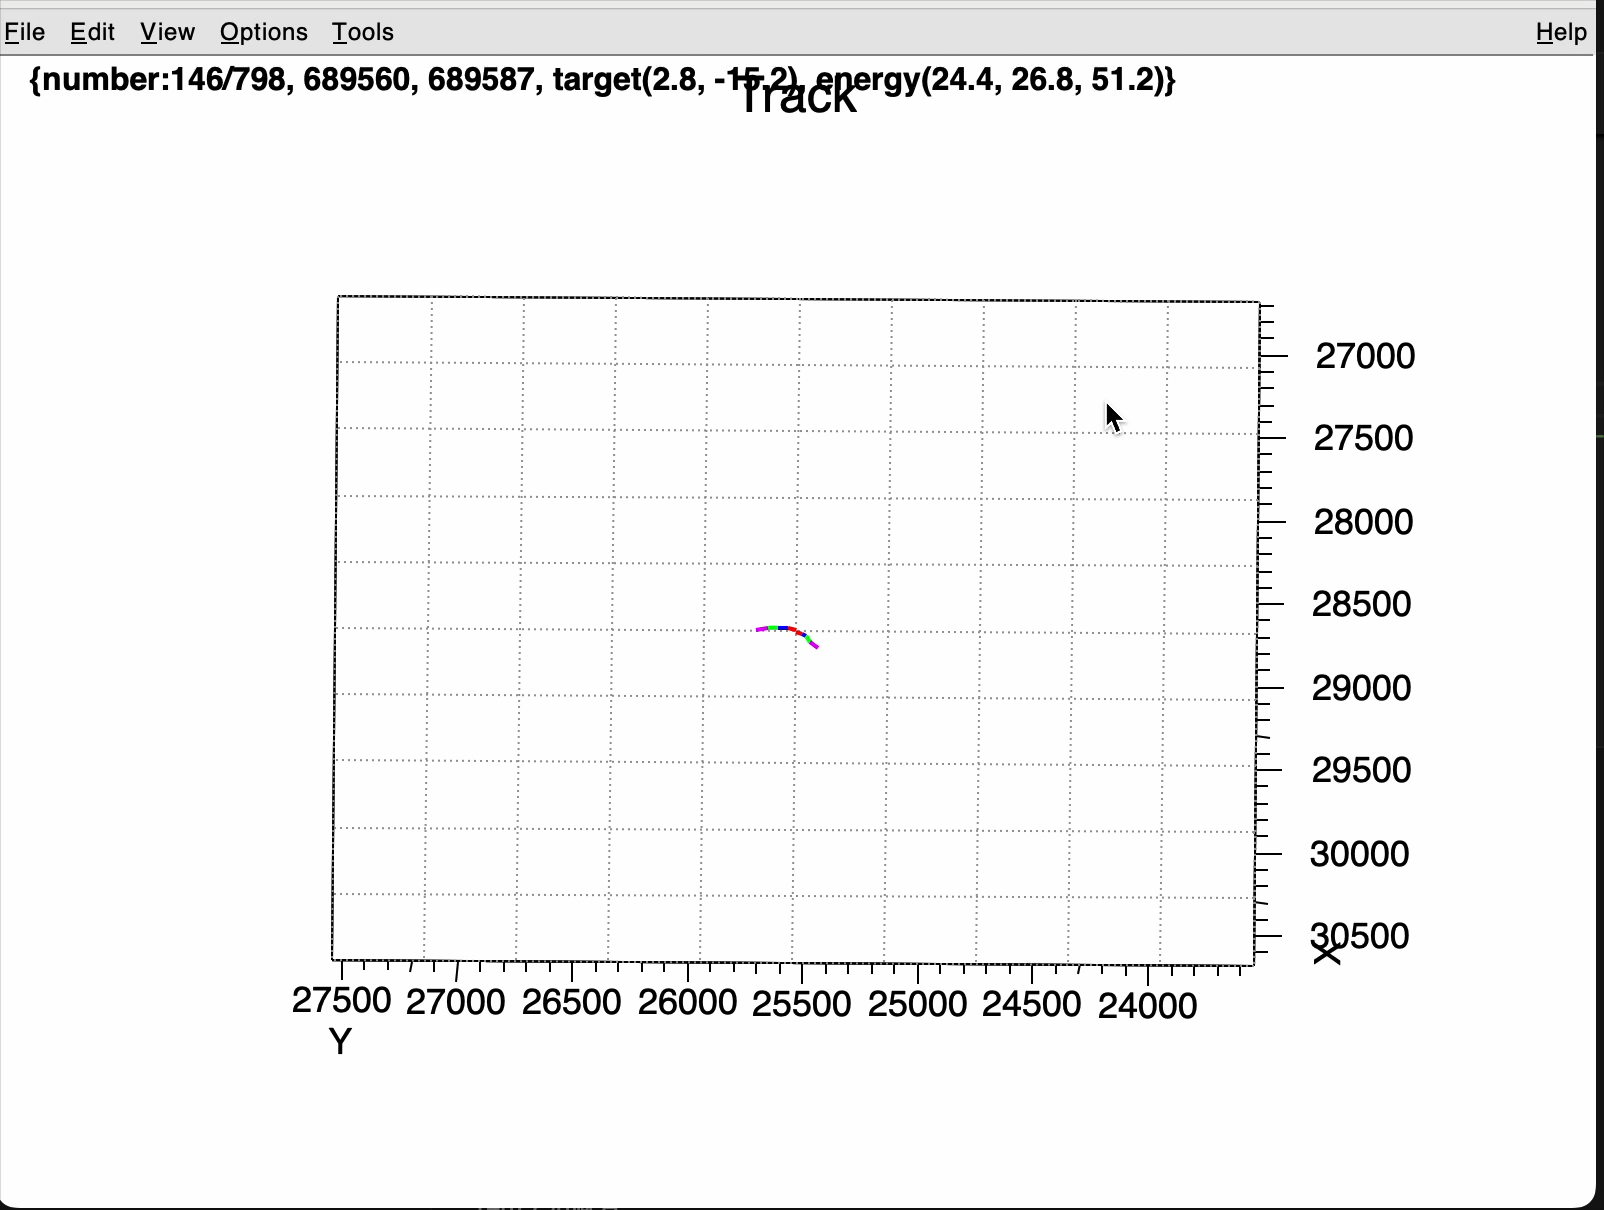 File Edit View Options Tools Help
{number:146/798, 689560, 689587, target(2.8, -15.2), energy(24.4, 26.8, 51.2)}
Track
27000
27500
28000
28500
29000
29500
30000
30500
X
27500 27000 26500 26000 25500 25000 24500 24000
Y